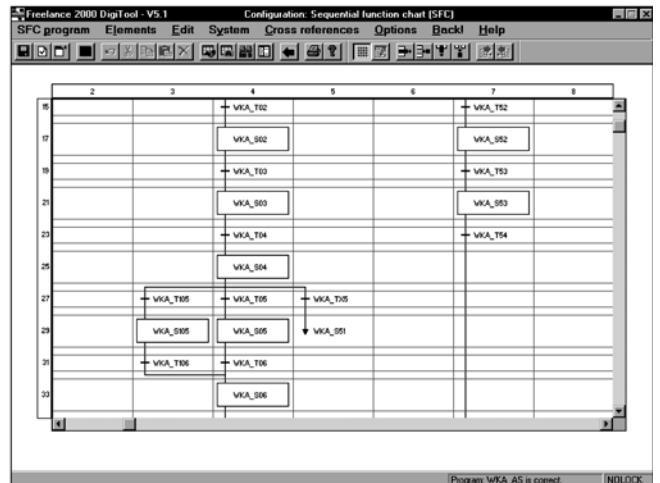 Freelance 2000 DigiTool - V5.1 Configuration: Sequential function chart (SFC)
SFC program Elements Edit System Cross references Options Back! Help
2 3 4 5 6 7 8
15 WKA_T02 WKA_T52
17 WKA_S02 WKA_S52
19 WKA_T03 WKA_T53
21 WKA_S03 WKA_S53
23 WKA_T04 WKA_T54
25 WKA_S04
27 WKA_T105 WKA_T05 WKA_TX5
29 WKA_S105 WKA_S05 WKA_S51
31 WKA_T106 WKA_T06
33 WKA_S06
Program: WKA_AS is correct. NOLOCK